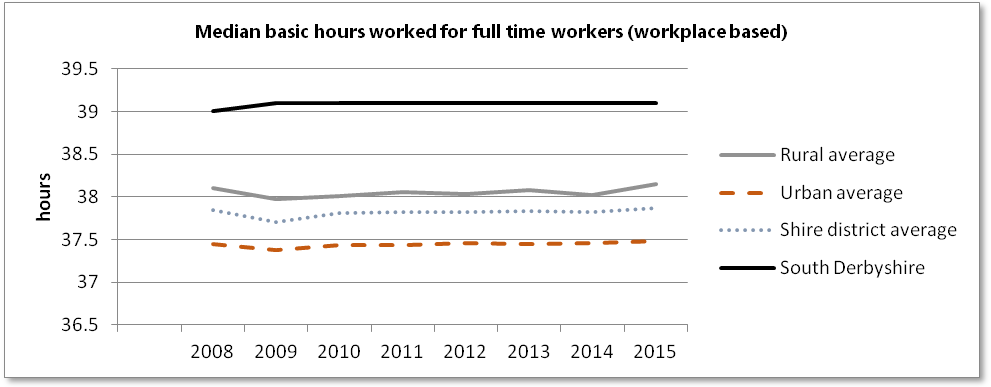 Median basic hours worked for full time workers (workplace based)
39.5
39
38.5
38
37.5
37
36.5
hours
2008 2009 2010 2011 2012 2013 2014 2015
Rural average
Urban average
Shire district average
South Derbyshire